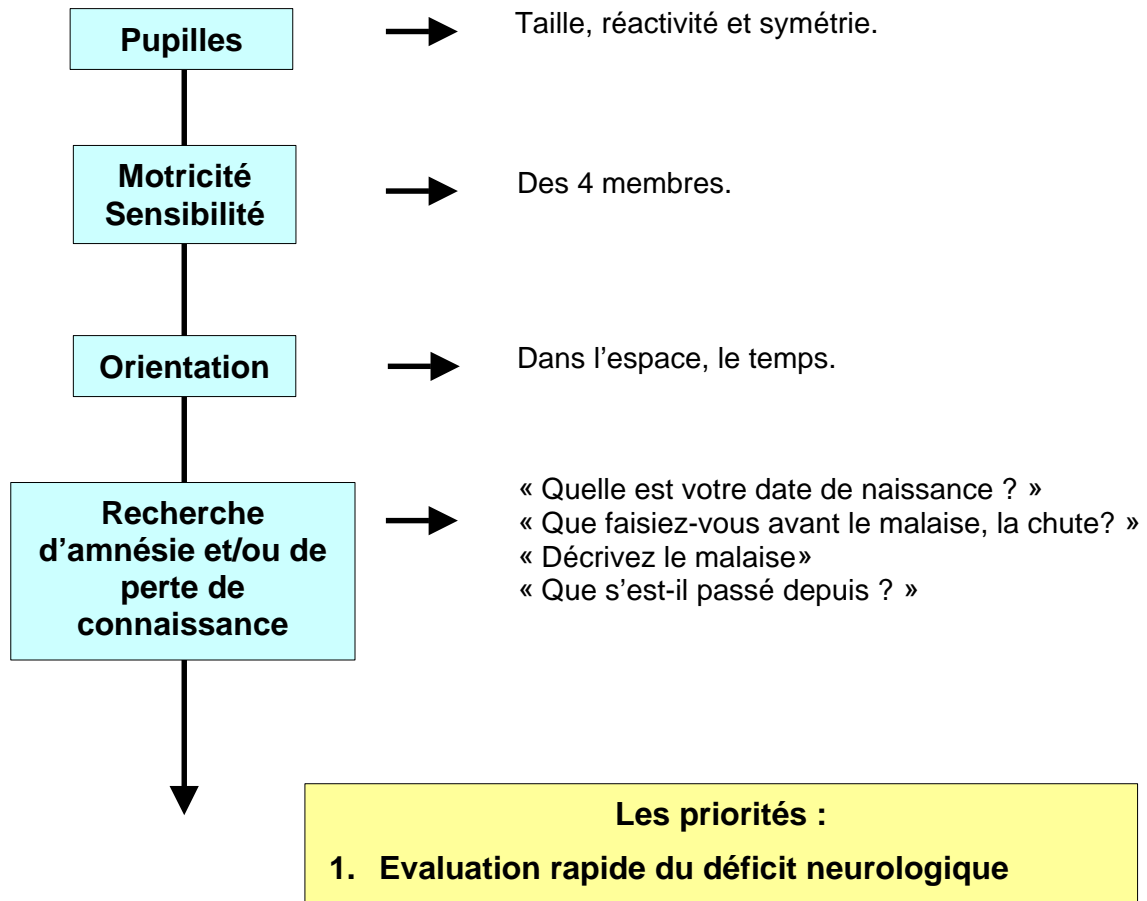 Pupilles
Taille, réactivité et symétrie.
Motricité
Sensibilité
Des 4 membres.
Orientation
Dans l’espace, le temps.
Recherche
d’amnésie et/ou de
perte de
connaissance
« Quelle est votre date de naissance ? »
« Que faisiez-vous avant le malaise, la chute? »
« Décrivez le malaise»
« Que s’est-il passé depuis ? »
Les priorités :
1. Evaluation rapide du déficit neurologique